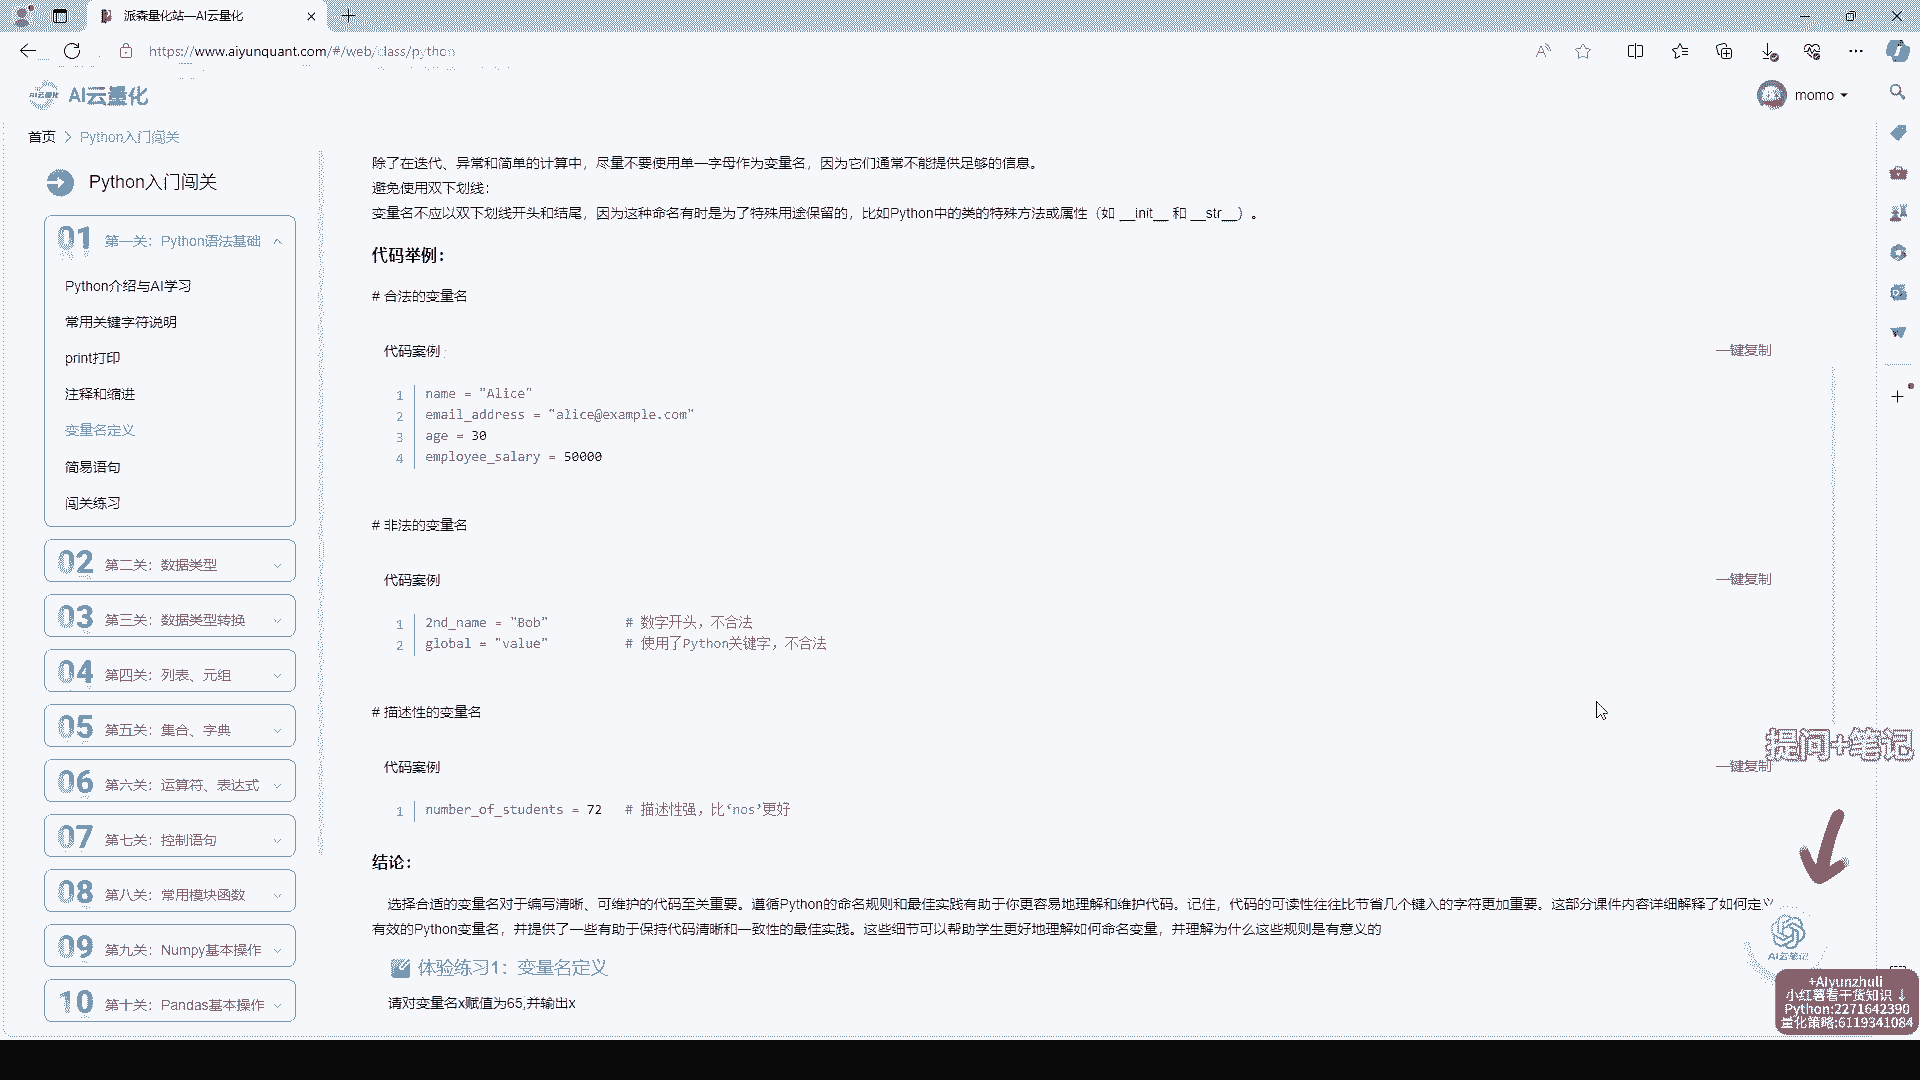 派森量化站—AI云量化
https://www.aiyunquant.com/#/web/class/python
AI云量化
momo
首页 > Python入门闯关
Python入门闯关
01 第一关：Python语法基础
Python介绍与AI学习
常用关键字符说明
print打印
注释和缩进
变量名定义
简易语句
闯关练习
02 第二关：数据类型
03 第三关：数据类型转换
04 第四关：列表、元组
05 第五关：集合、字典
06 第六关：运算符、表达式
07 第七关：控制语句
08 第八关：常用模块函数
09 第九关：Numpy基本操作
10 第十关：Pandas基本操作
除了在迭代、异常和简单的计算中，尽量不要使用单一字母作为变量名，因为它们通常不能提供足够的信息。
避免使用双下划线：
变量名不应以双下划线开头和结尾，因为这种命名有时是为了特殊用途保留的，比如Python中的类的特殊方法或属性（如 __init__ 和 __str__）。
代码举例：
# 合法的变量名
代码案例
一键复制
1 name = "Alice"
2 email_address = "alice@example.com"
3 age = 30
4 employee_salary = 50000
# 非法的变量名
代码案例
一键复制
1 2nd_name = "Bob" # 数字开头，不合法
2 global = "value" # 使用了Python关键字，不合法
# 描述性的变量名
代码案例
一键复制
1 number_of_students = 72 # 描述性强，比‘nos’更好
结论：
选择合适的变量名对于编写清晰、可维护的代码至关重要。遵循Python的命名规则和最佳实践有助于你更容易地理解和维护代码。记住，代码的可读性往往比节省几个键入的字符更加重要。这部分课件内容详细解释了如何定义
有效的Python变量名，并提供了一些有助于保持代码清晰和一致性的最佳实践。这些细节可以帮助学生更好地理解如何命名变量，并理解为什么这些规则是有意义的
体验练习1：变量名定义
请对变量名x赋值为65,并输出x
提问+笔记
AI云笔记
+Aiyunzhuli
小红薯看干货知识 ↓
Python:2271642390
量化策略:6119341084